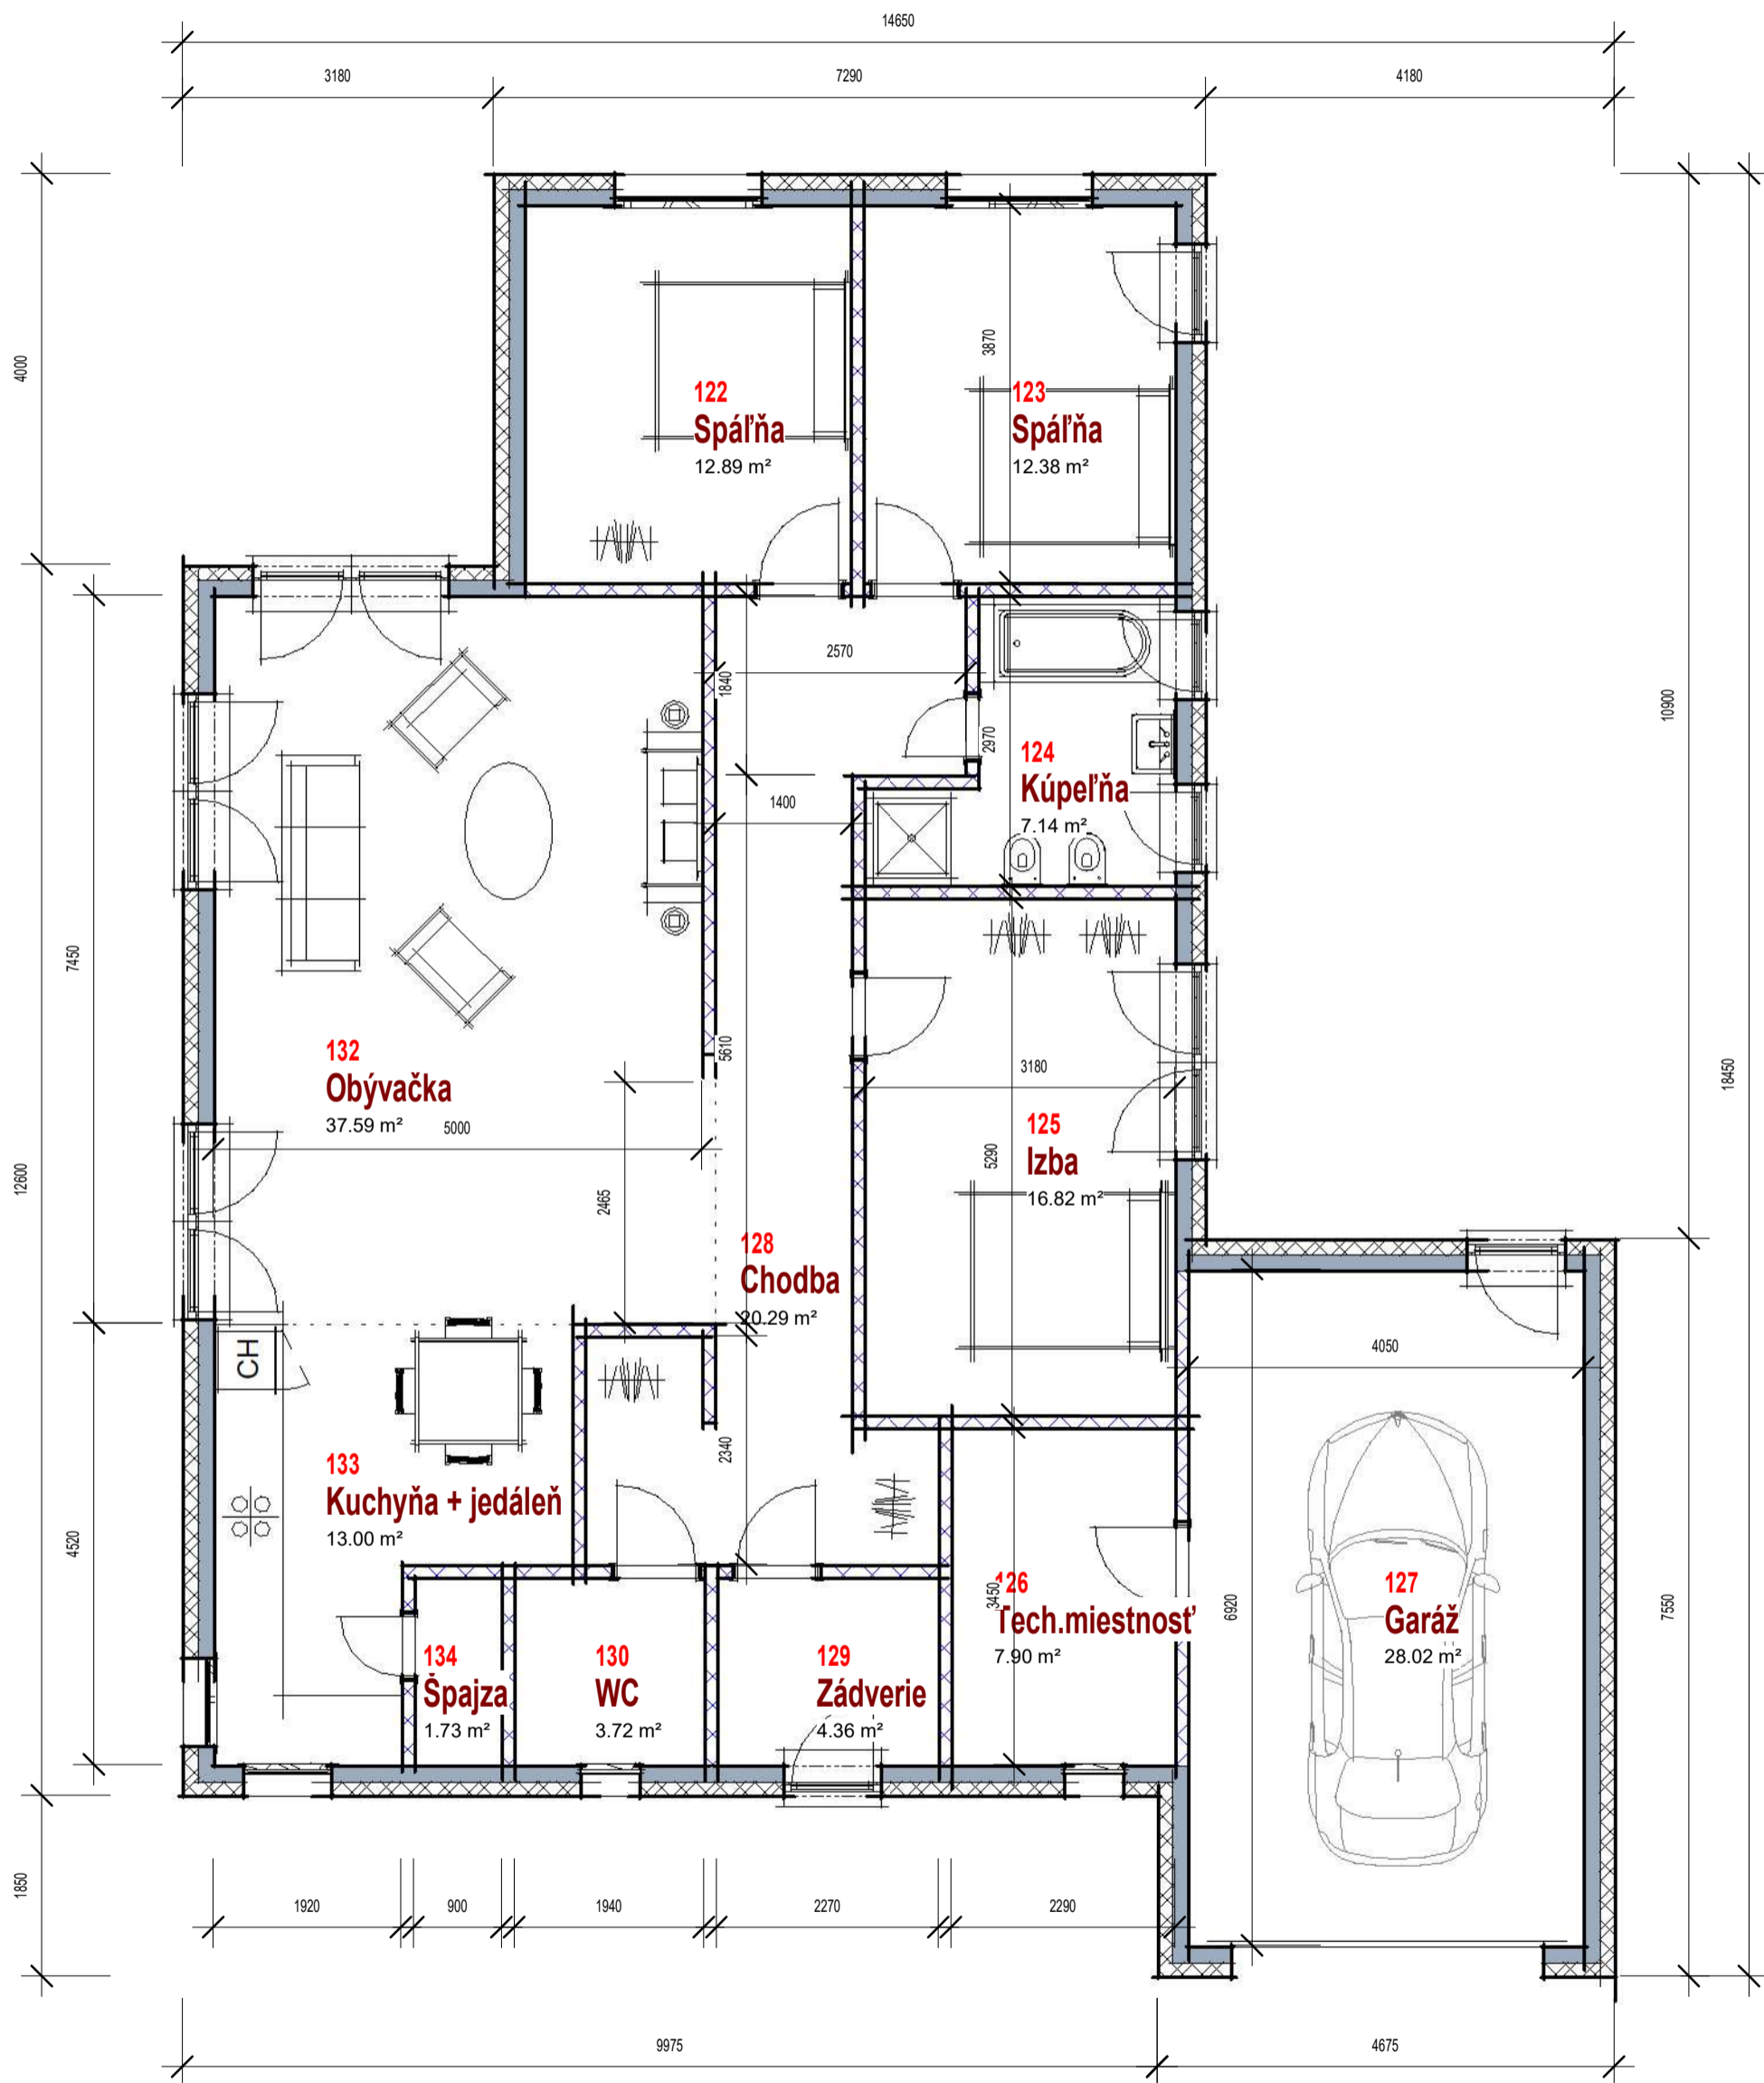 14650
3180
7290
4180
4000
3870
122
Spáľňa
12.89 m²
123
Spáľňa
12.38 m²
2570
1840
2970
10900
124
Kúpeľňa
7.14 m²
1400
7450
5610
132
Obývačka
37.59 m²
5000
3180
18450
125
Izba
16.82 m²
5290
12600
2465
128
Chodba
20.29 m²
CH
4050
2340
133
Kuchyňa + jedáleň
13.00 m²
4520
126
Tech.miestnosť
7.90 m²
3450
6920
127
Garáž
28.02 m²
7550
134
Špajza
1.73 m²
130
WC
3.72 m²
129
Zádverie
4.36 m²
1850
1920
900
1940
2270
2290
9975
4675